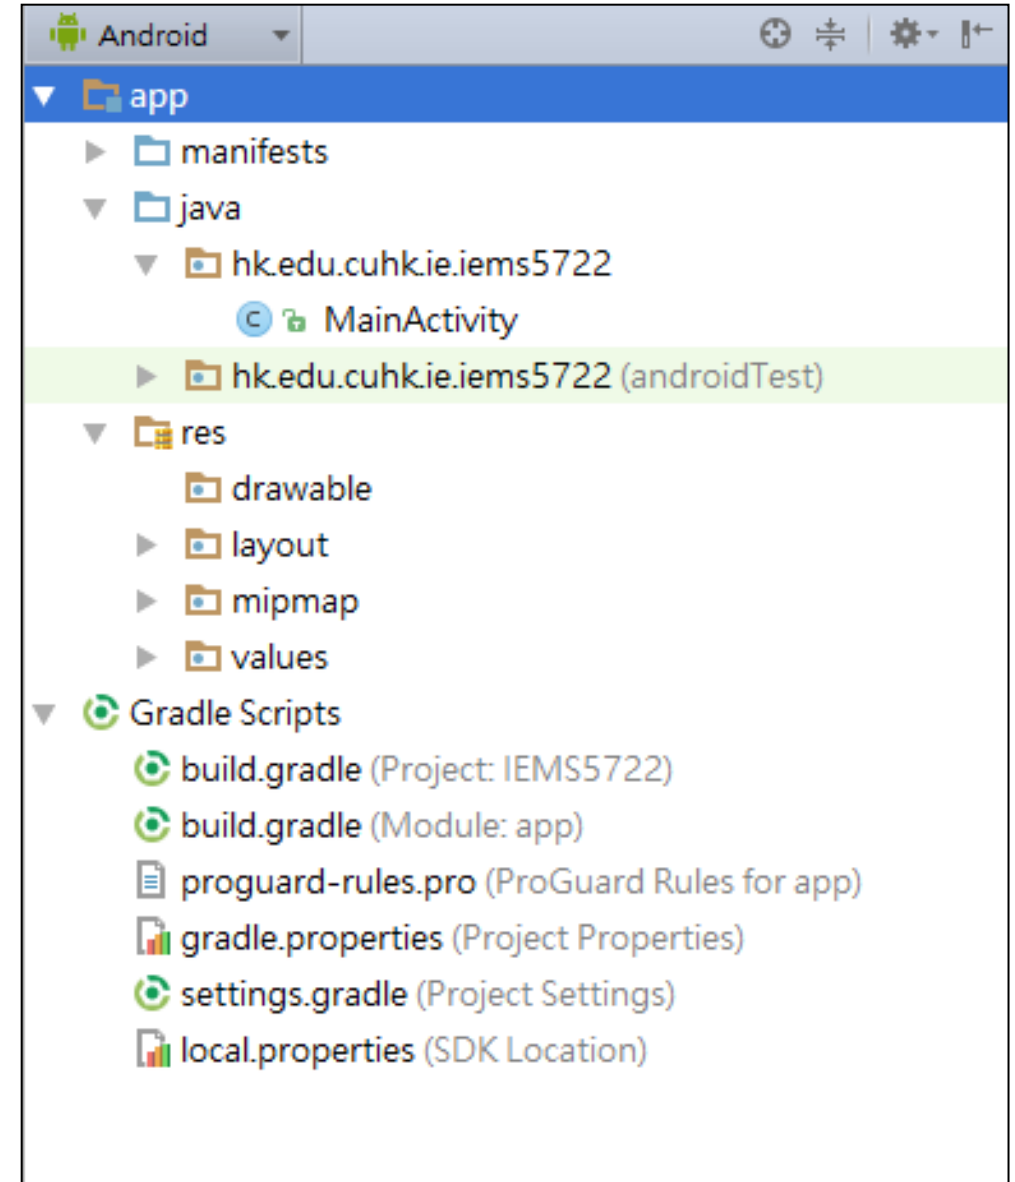 Android
app
manifests
java
hk.edu.cuhk.ie.iems5722
C MainActivity
hk.edu.cuhk.ie.iems5722 (androidTest)
res
drawable
layout
mipmap
values
Gradle Scripts
build.gradle (Project: IEMS5722)
build.gradle (Module: app)
proguard-rules.pro (ProGuard Rules for app)
gradle.properties (Project Properties)
settings.gradle (Project Settings)
local.properties (SDK Location)